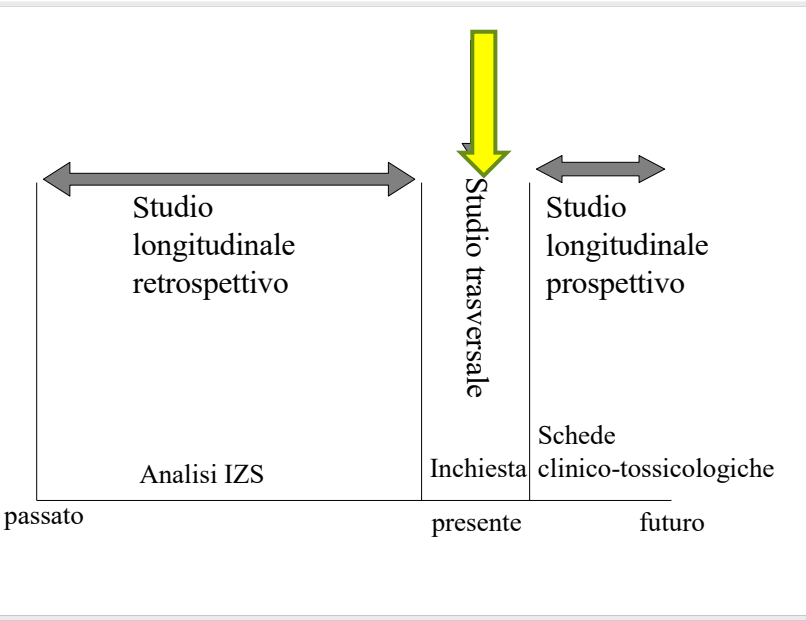 Studio
longitudinale
retrospettivo
Studio trasversale
Studio
longitudinale
prospettivo
Analisi IZS
Inchiesta
Schede
clinico-tossicologiche
passato
presente
futuro